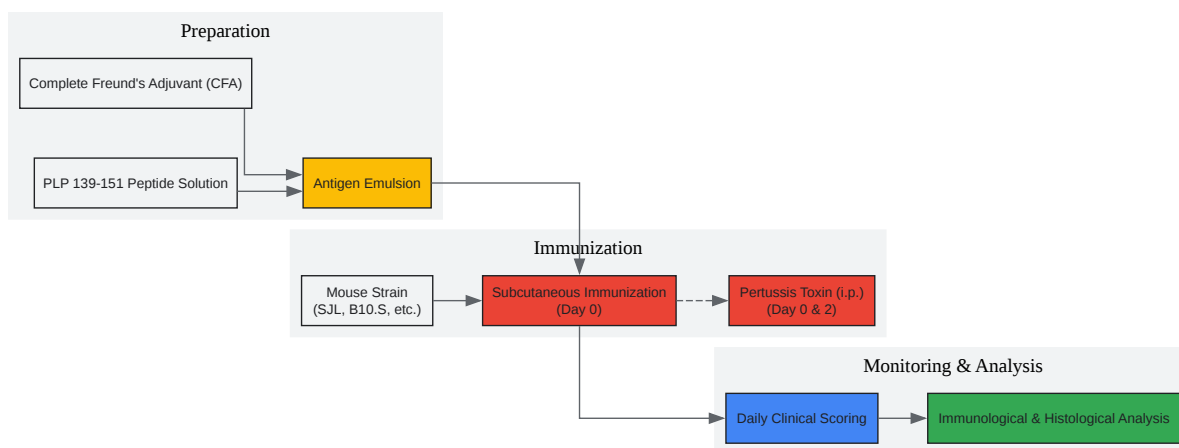 Preparation
Complete Freund's Adjuvant (CFA)
PLP 139-151 Peptide Solution
Antigen Emulsion
Immunization
Mouse Strain
(SJL, B10.S, etc.)
Subcutaneous Immunization
(Day 0)
Pertussis Toxin (i.p.)
(Day 0 & 2)
Monitoring & Analysis
Daily Clinical Scoring
Immunological & Histological Analysis